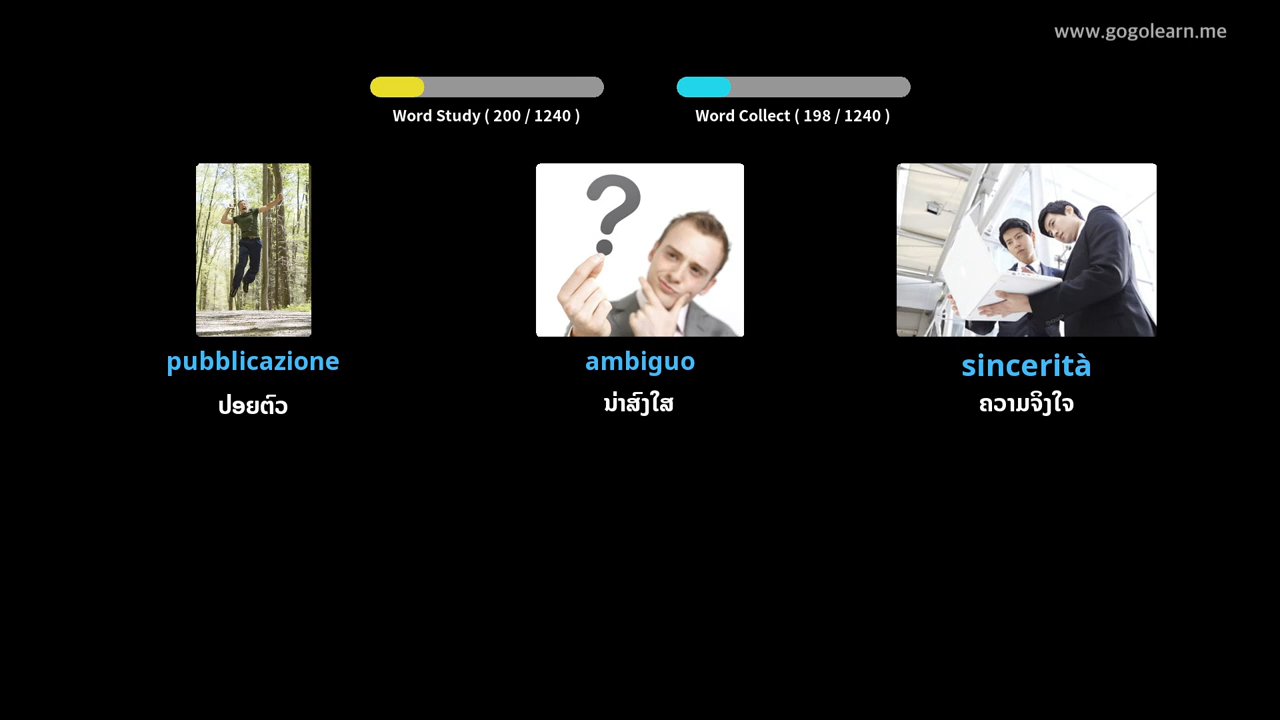 www.gogolearn.me
Word Study ( 200 / 1240 )
Word Collect ( 198 / 1240 )
pubblicazione
ambiguo
sincerità
ປ່ອຍຕົວ
ໜ້າສົງໃສ
ຄວາມຈິງໃຈ